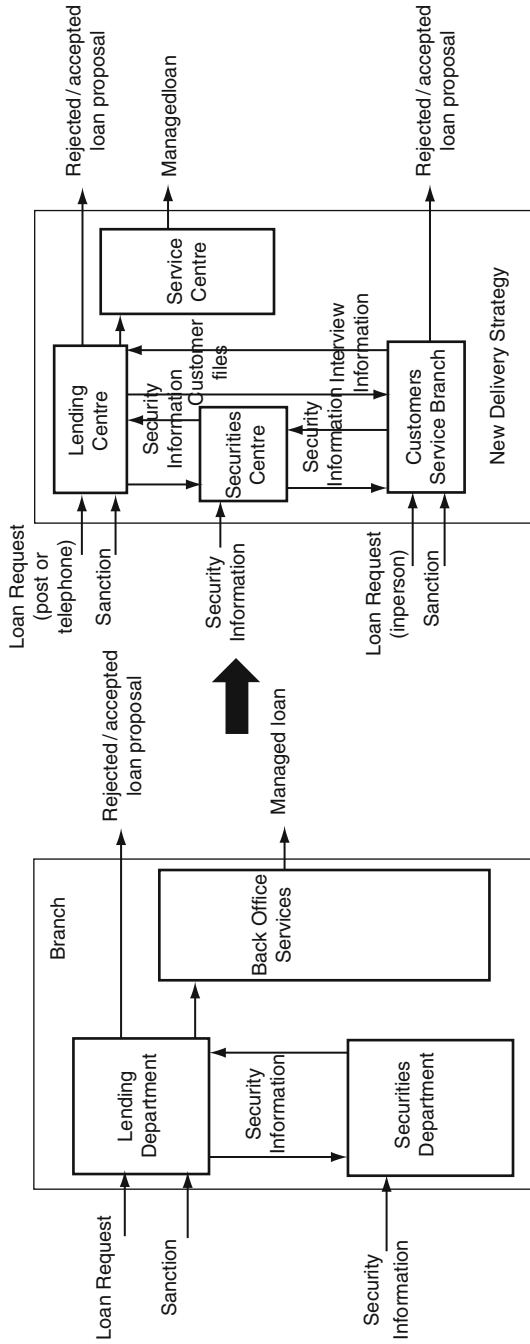 Branch
Loan Request
Sanction
Lending
Department
Rejected / accepted
loan proposal
Security
Information
Back Office
Services
Managed loan
Security
Information
Securities
Department
Loan Request
(post or
telephone)
Sanction
Lending
Centre
Rejected / accepted
loan proposal
Service
Centre
Managedloan
Security
Information
Customer
files
Security
Information
Securities
Centre
Security
Information
Interview
Information
Loan Request
(inperson)
Sanction
Customers
Service Branch
Rejected / accepted
loan proposal
New Delivery Strategy